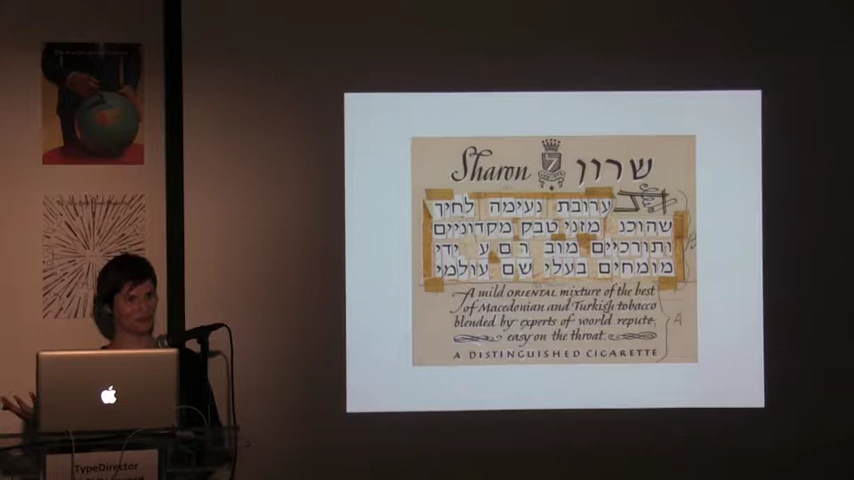 Sharon שרון
ערובת נעימה לחיך
שהוכנ מזני טבק מקדוניים
ותורכיים מוב רם ע ידי
מומחים בעלי שם עולמי
A mild ORIENTAL mixture of the best
of Macedonian and Turkish tobacco
blended by experts of world repute,
easy on the throat.
A DISTINGUISHED CIGARETTE
A
TypeDirector